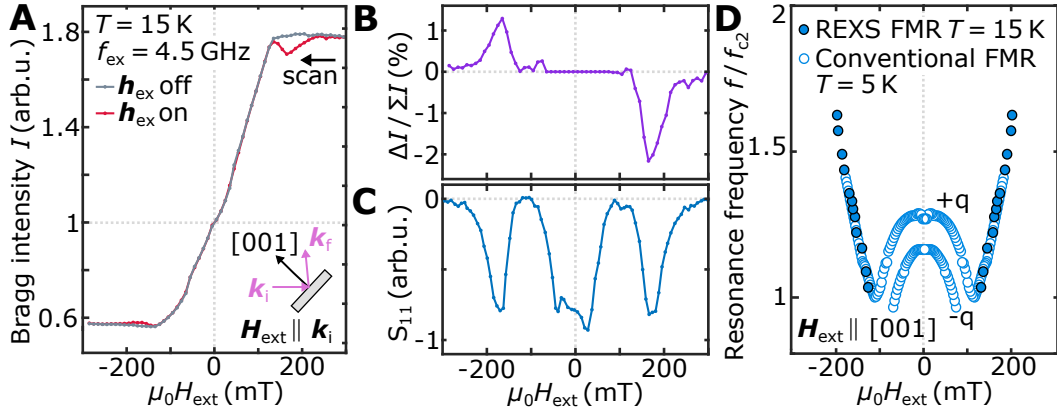 A
T = 15 K
f_ex = 4.5 GHz
h_ex off
h_ex on
scan
[001]
k_f
k_i
H_ext ∥ k_i
Bragg intensity I (arb.u.)
1.8
1.4
1
0.6
-200 0 200
μ₀H_ext (mT)
B
ΔI / ΣI (%)
1
0
-1
-2
C
S₁₁ (arb.u.)
0
-1
-200 0 200
μ₀H_ext (mT)
D
REXS FMR T = 15 K
Conventional FMR
T = 5 K
+q
-q
H_ext ∥ [001]
Resonance frequency f / f_c2
2
1.5
1
-200 0 200
μ₀H_ext (mT)